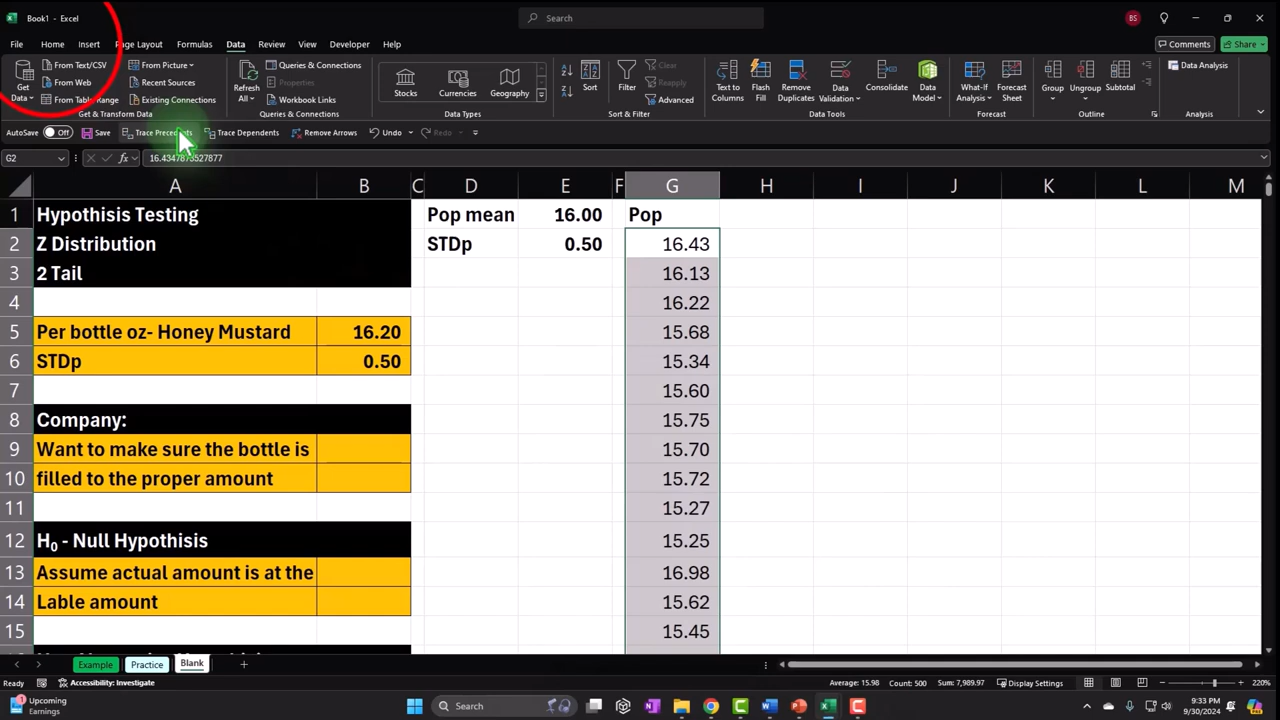 Book1 - Excel
Search
BS
File Home Insert Page Layout Formulas Data Review View Developer Help
Comments Share
Get Data
From Text/CSV
From Web
From Table/Range
From Picture
Recent Sources
Existing Connections
Get & Transform Data
Refresh All
Queries & Connections
Properties
Workbook Links
Queries & Connections
Stocks
Currencies
Geography
Data Types
Sort
Filter
Clear
Reapply
Advanced
Sort & Filter
Text to Columns
Flash Fill
Remove Duplicates
Data Validation
Consolidate
Data Model
Data Tools
What-If Analysis
Forecast Sheet
Forecast
Group
Ungroup
Subtotal
Outline
Data Analysis
Analysis
AutoSave Off Save Trace Precedents Trace Dependents Remove Arrows Undo Redo
G2 fx 16.4347873527877
A B C D E F G H I J K L M
1 Hypothisis Testing Pop mean 16.00 Pop
2 Z Distribution STDp 0.50 16.43
3 2 Tail 16.13
4 16.22
5 Per bottle oz- Honey Mustard 16.20 15.68
6 STDp 0.50 15.34
7 15.60
8 Company: 15.75
9 Want to make sure the bottle is 15.70
10 filled to the proper amount 15.72
11 15.27
12 H₀ - Null Hypothisis 15.25
13 Assume actual amount is at the 16.98
14 Lable amount 15.62
15 15.45
Example Practice Blank
Ready Accessibility: Investigate Average: 15.98 Count: 500 Sum: 7,989.97 Display Settings 220%
Upcoming
Earnings
Search
9:33 PM
9/30/2024